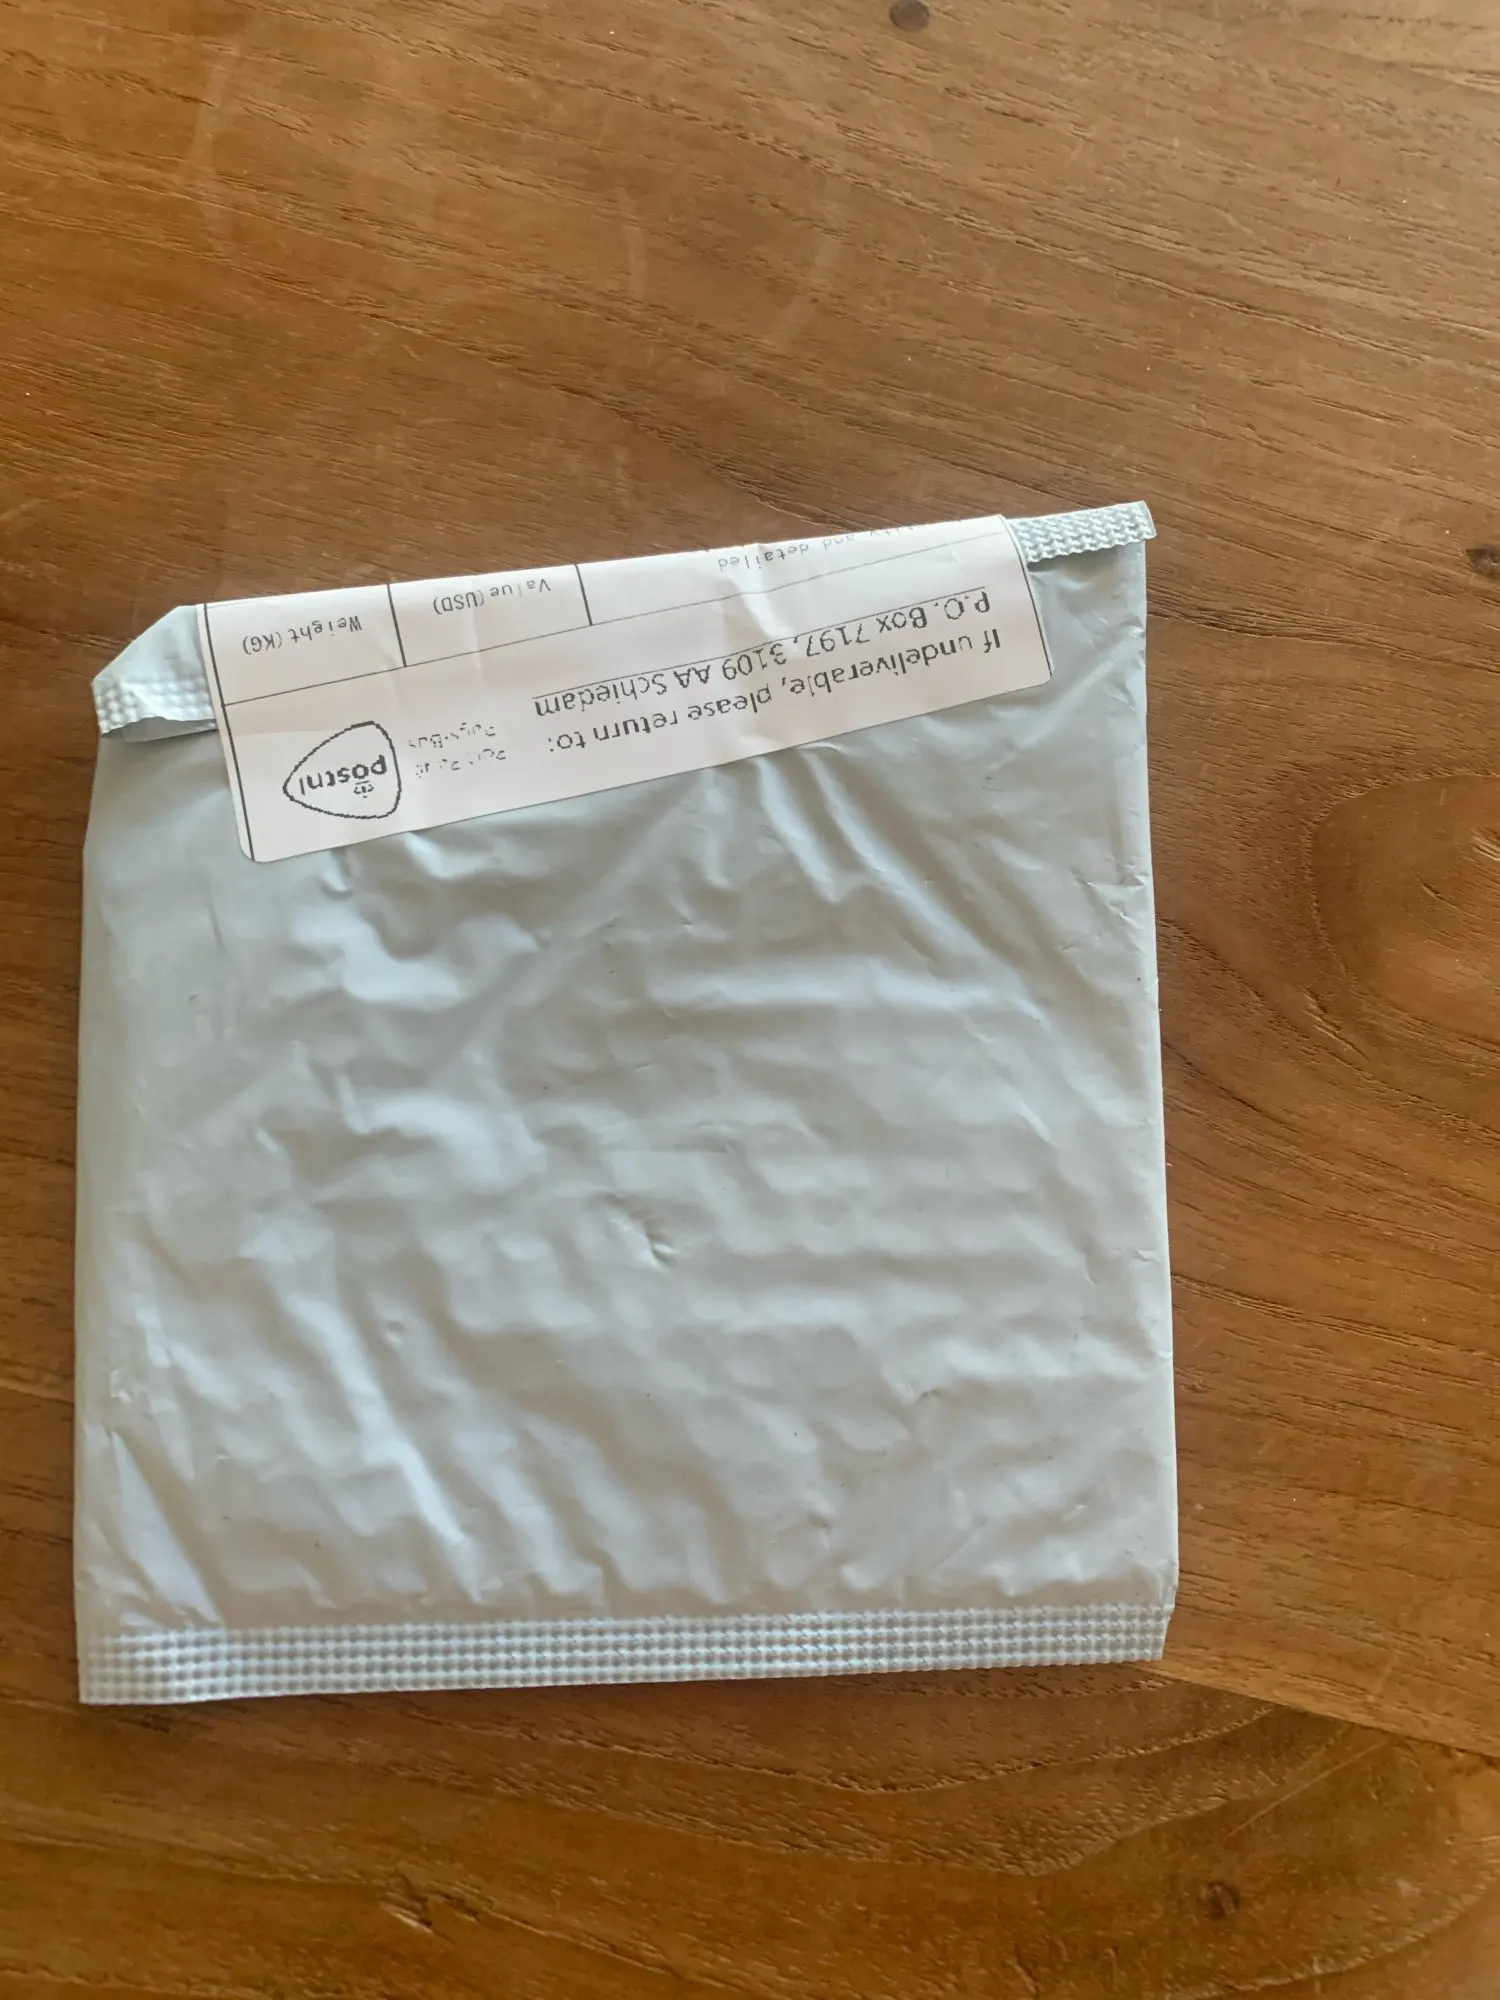 If undeliverable, please return to:
P.O. Box 7197, 3109 AA Schiedam
postnl
and detailed
Value(USD)
Weight(KG)